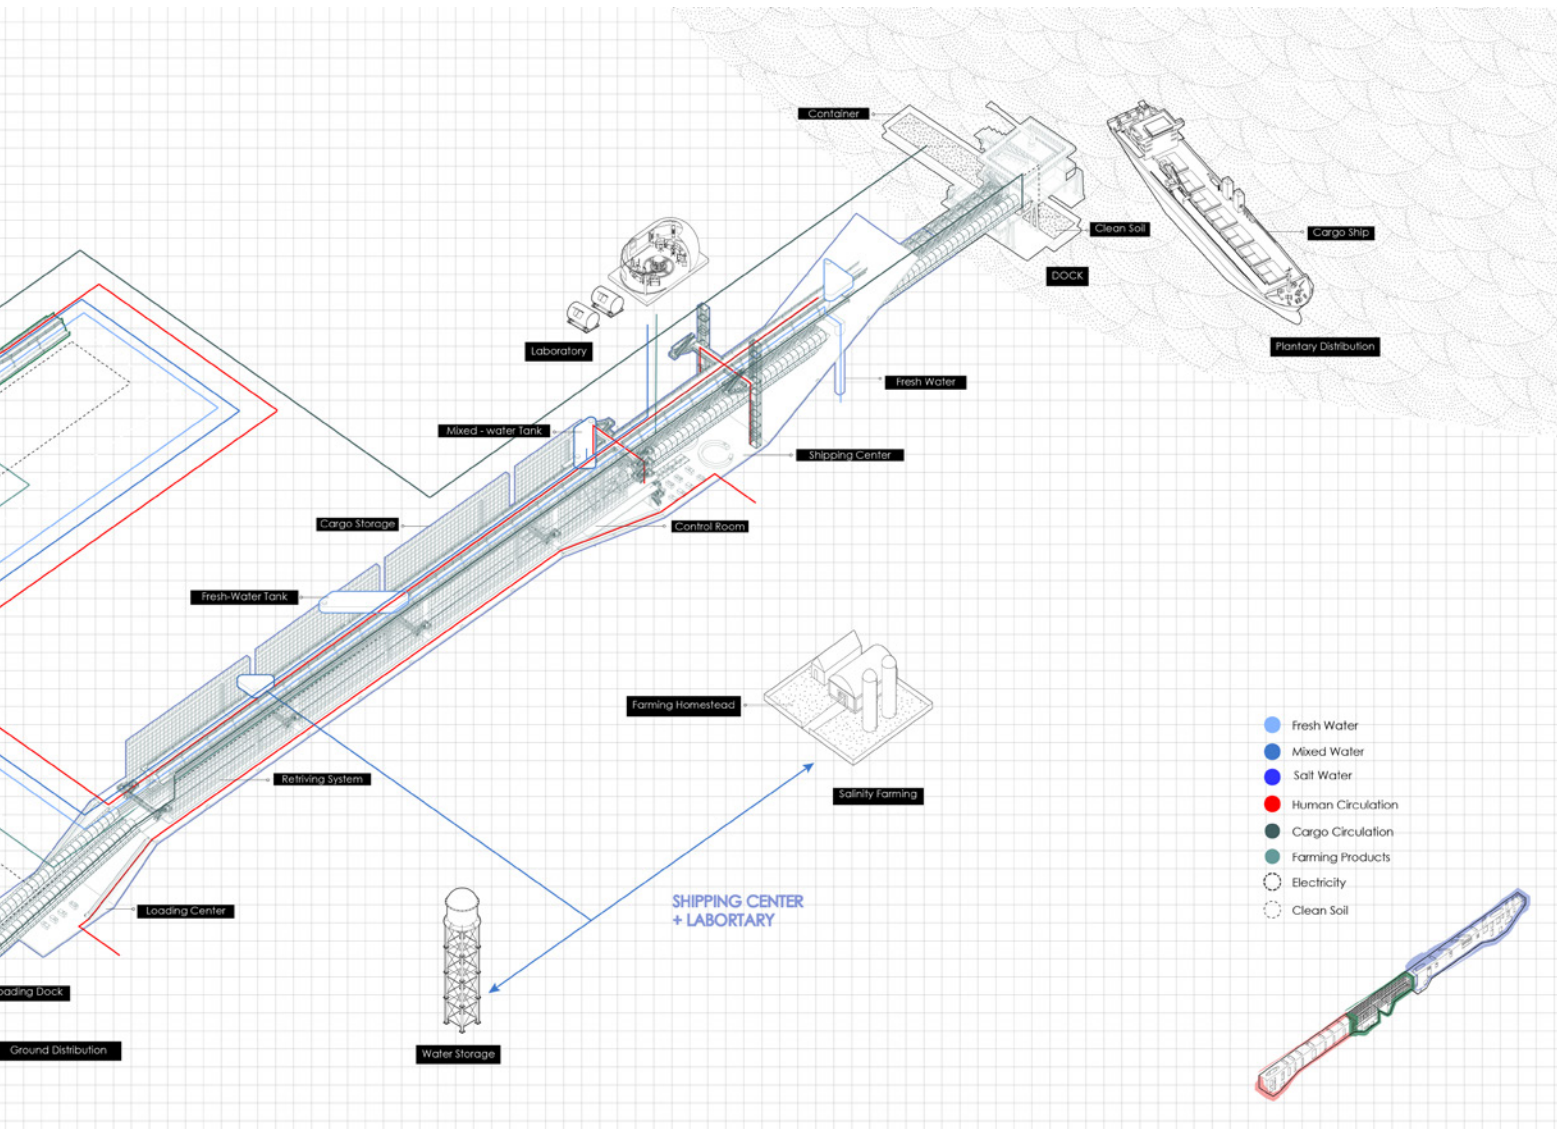 Container
Clean Soil
Cargo Ship
DOCK
Plantary Distribution
Laboratory
Fresh Water
Mixed - water Tank
Shipping Center
Cargo Storage
Control Room
Fresh-Water Tank
Farming Homestead
Retriving System
Salinity Farming
Loading Center
SHIPPING CENTER
+ LABORTARY
oading Dock
Ground Distribution
Water Storage
Fresh Water
Mixed Water
Salt Water
Human Circulation
Cargo Circulation
Farming Products
Electricity
Clean Soil